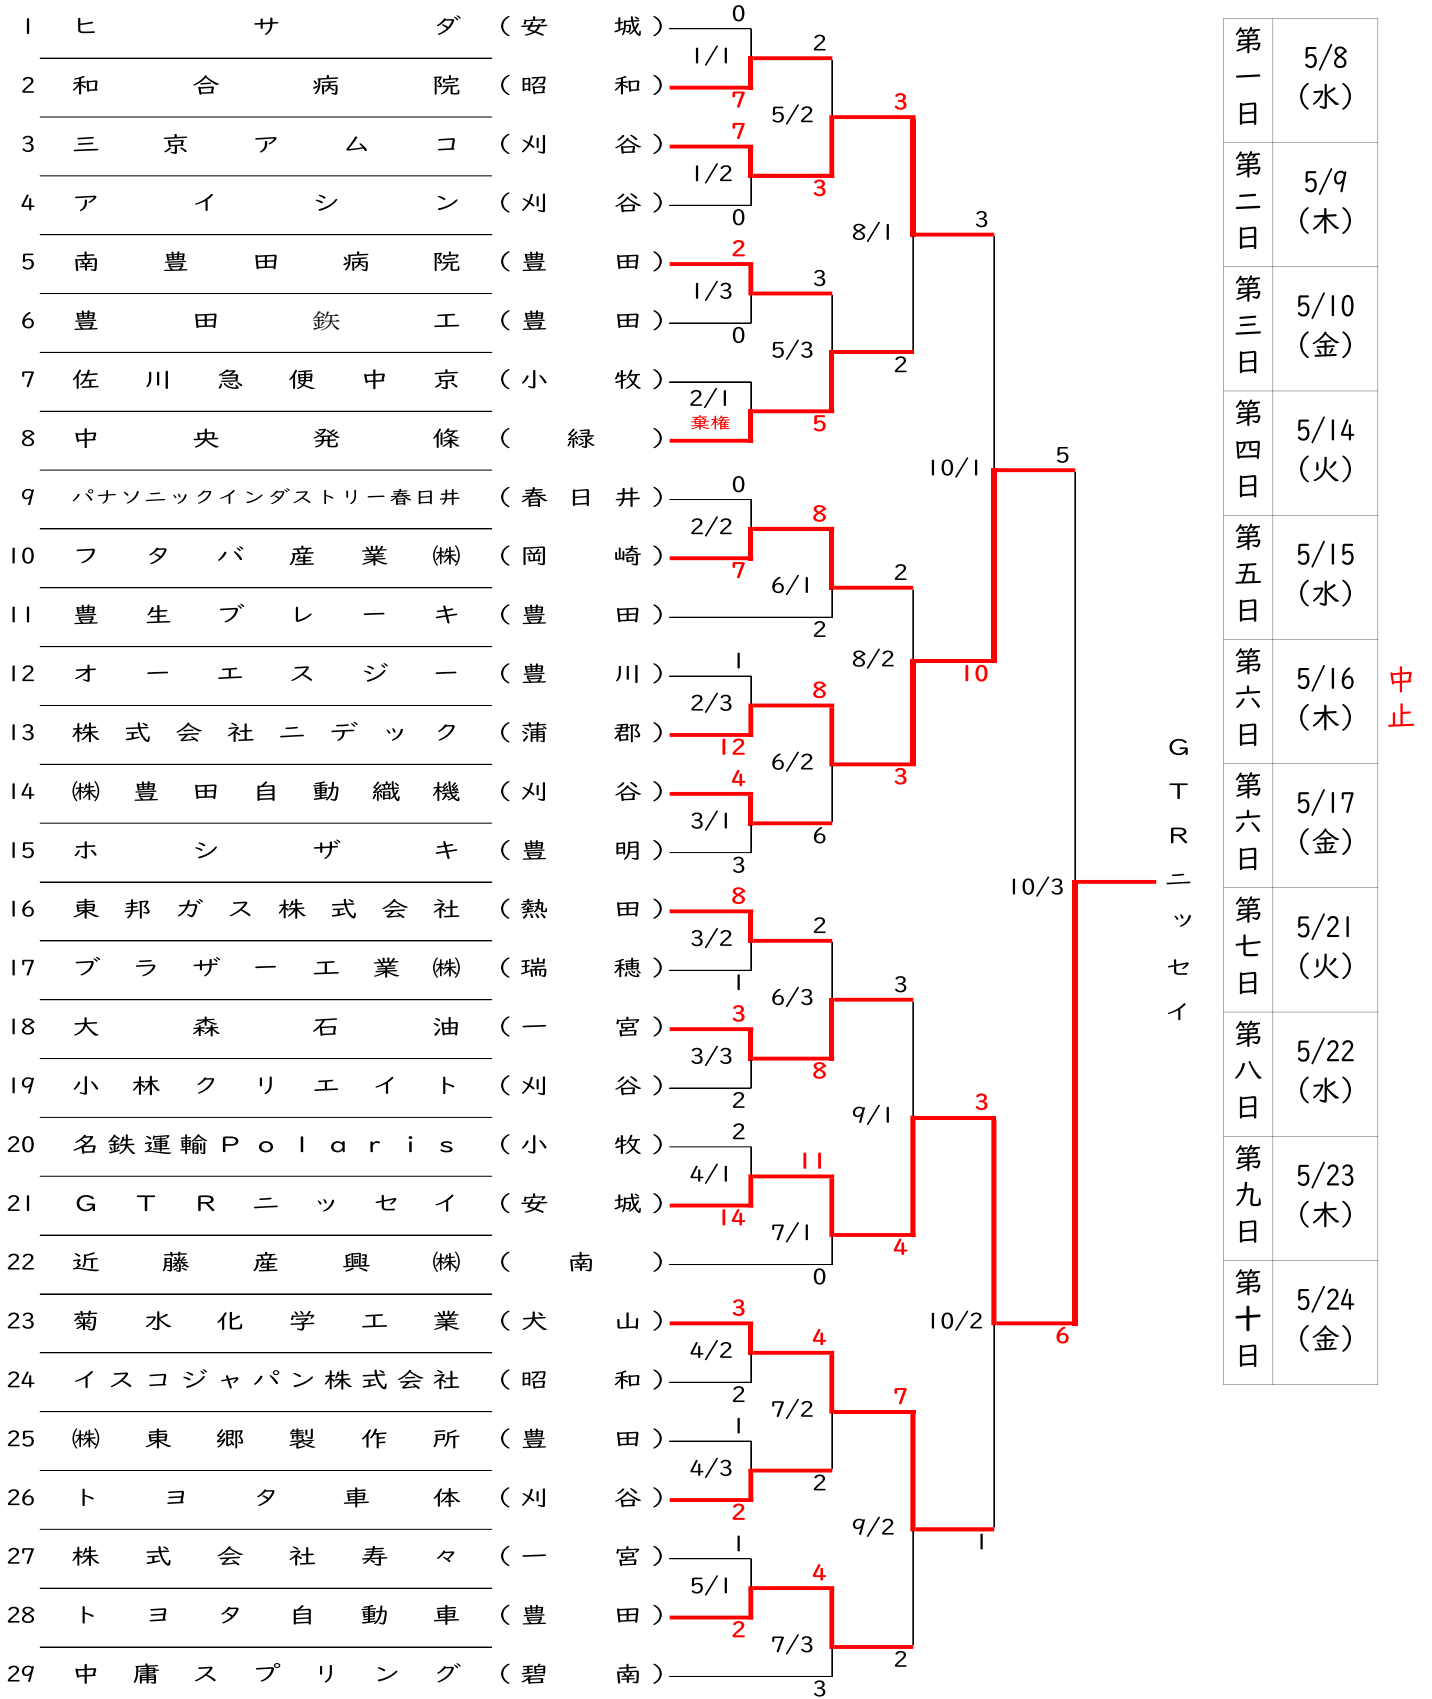 1 ヒサダ （安城）
2 和合病院 （昭和）
3 三京アムコ （刈谷）
4 アイシン （刈谷）
5 南豊田病院 （豊田）
6 豊田鉃工 （豊田）
7 佐川急便中京 （小牧）
8 中央発條 （緑）
9 パナソニックインダストリー春日井 （春日井）
10 フタバ産業㈱ （岡崎）
11 豊生ブレーキ （豊田）
12 オーエスジー （豊川）
13 株式会社ニデック （蒲郡）
14 ㈱豊田自動織機 （刈谷）
15 ホシザキ （豊明）
16 東邦ガス株式会社 （熱田）
17 ブラザー工業㈱ （瑞穂）
18 大森石油 （一宮）
19 小林クリエイト （刈谷）
20 名鉄運輸Polaris （小牧）
21 GTRニッセイ （安城）
22 近藤産興㈱ （南）
23 菊水化学工業 （犬山）
24 イスコジャパン株式会社 （昭和）
25 ㈱東郷製作所 （豊田）
26 トヨタ車体 （刈谷）
27 株式会社寿々 （一宮）
28 トヨタ自動車 （豊田）
29 中庸スプリング （碧南）
0
1/1
7
7
1/2
0
2
1/3
0
2/1
棄権
0
2/2
7
1
2/3
12
4
3/1
3
8
3/2
1
3
3/3
2
2
4/1
14
3
4/2
2
1
4/3
2
1
5/1
2
2
5/2
3
3
5/3
5
8
6/1
2
8
6/2
6
2
6/3
8
11
7/1
0
4
7/2
2
4
7/3
3
3
8/1
2
2
8/2
3
3
9/1
4
7
9/2
2
3
10/1
10
3
10/2
1
5
10/3
6
GTRニッセイ
第一日 5/8（水）
第二日 5/9（木）
第三日 5/10（金）
第四日 5/14（火）
第五日 5/15（水）
第六日 5/16（木） 中止
第六日 5/17（金）
第七日 5/21（火）
第八日 5/22（水）
第九日 5/23（木）
第十日 5/24（金）